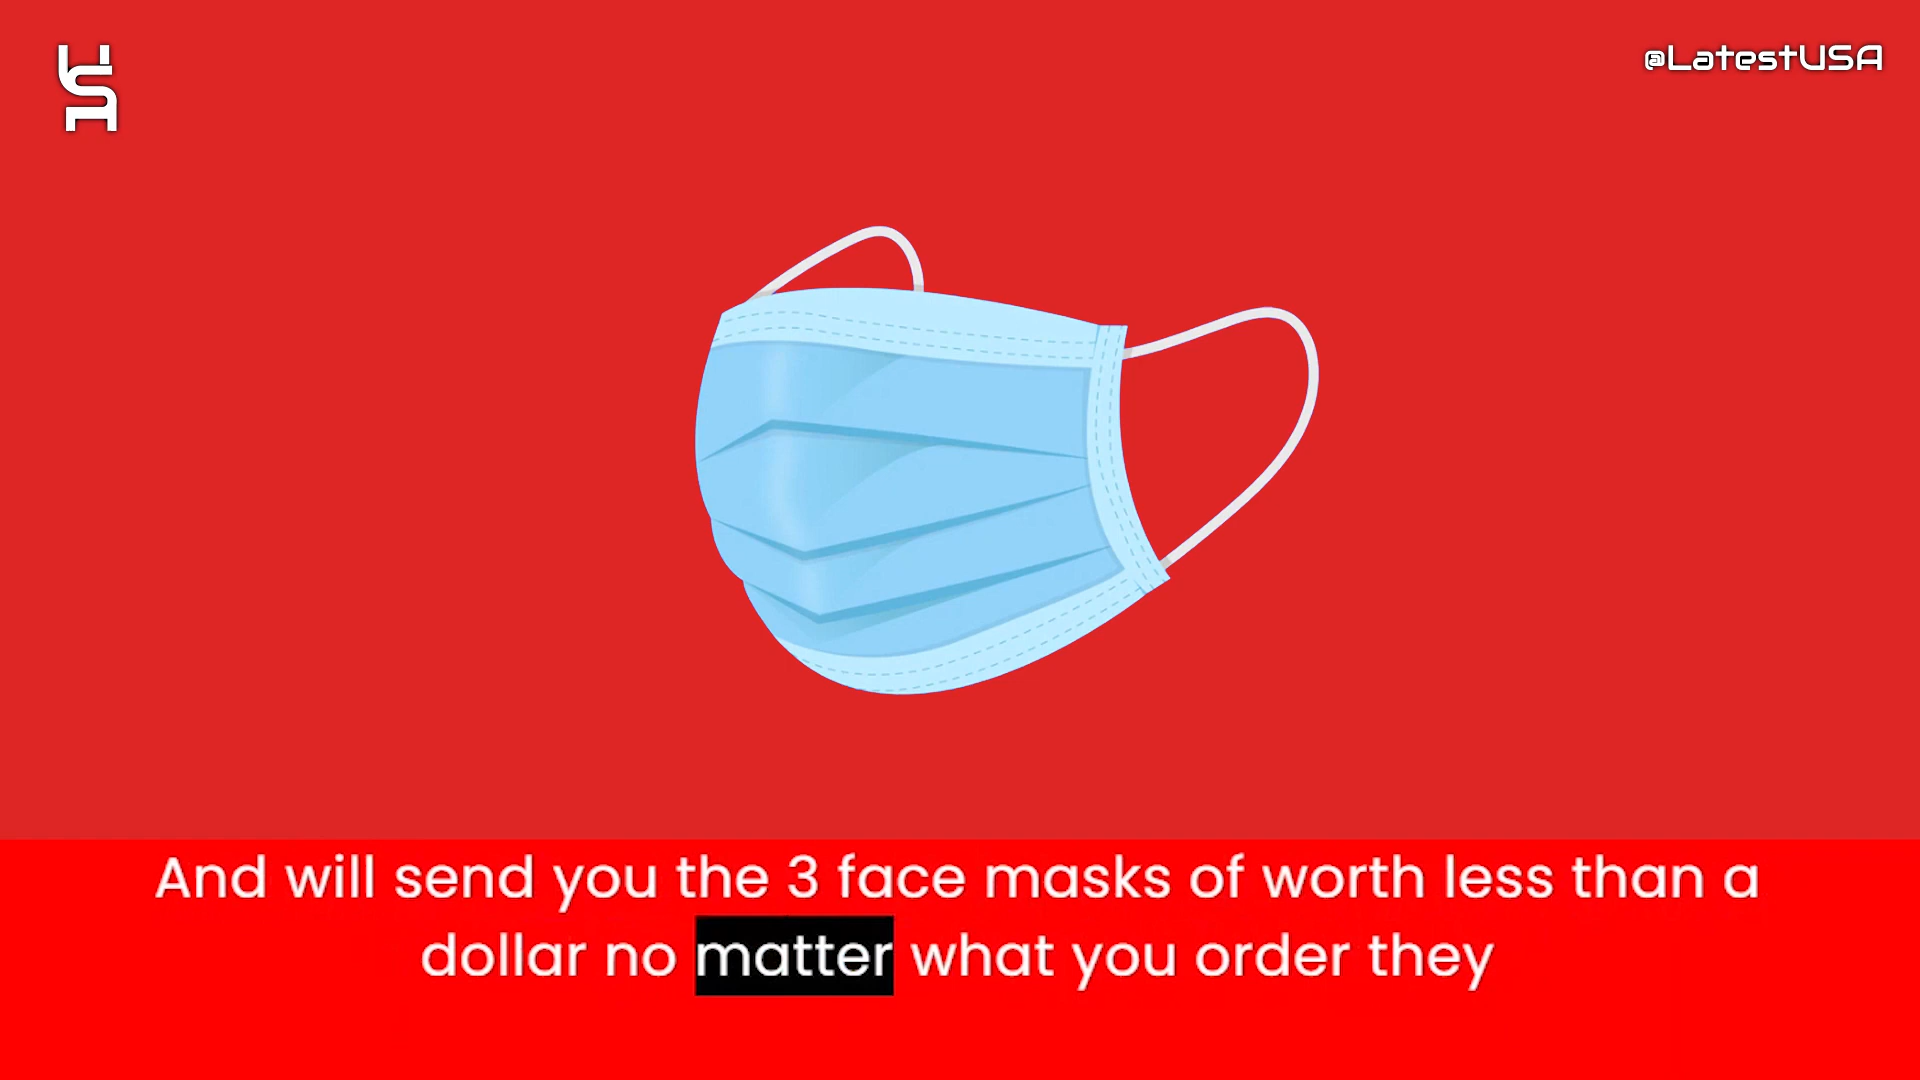 USA
@LatestUSA
And will send you the 3 face masks of worth less than a
dollar no matter what you order they